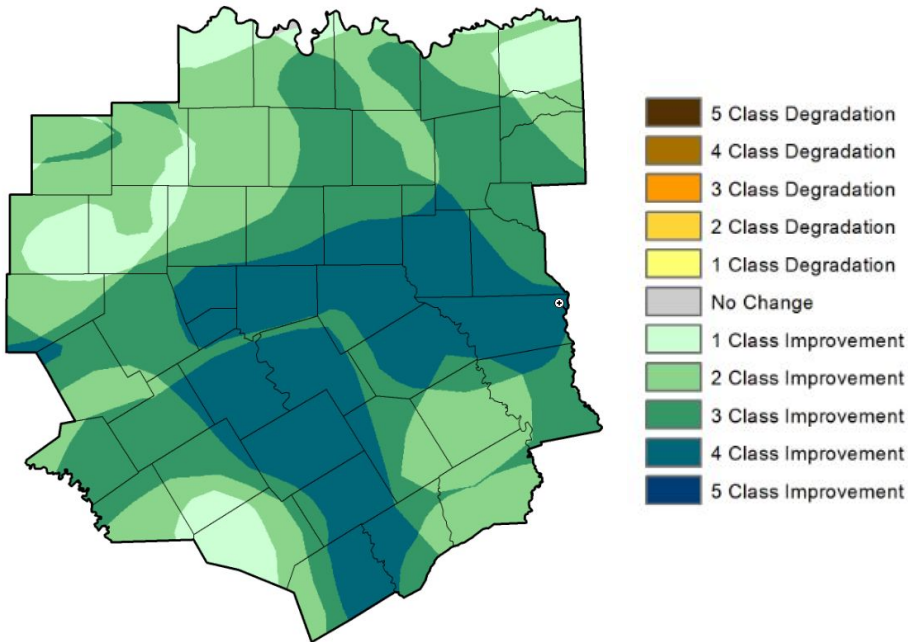 5 Class Degradation
4 Class Degradation
3 Class Degradation
2 Class Degradation
1 Class Degradation
No Change
1 Class Improvement
2 Class Improvement
3 Class Improvement
4 Class Improvement
5 Class Improvement